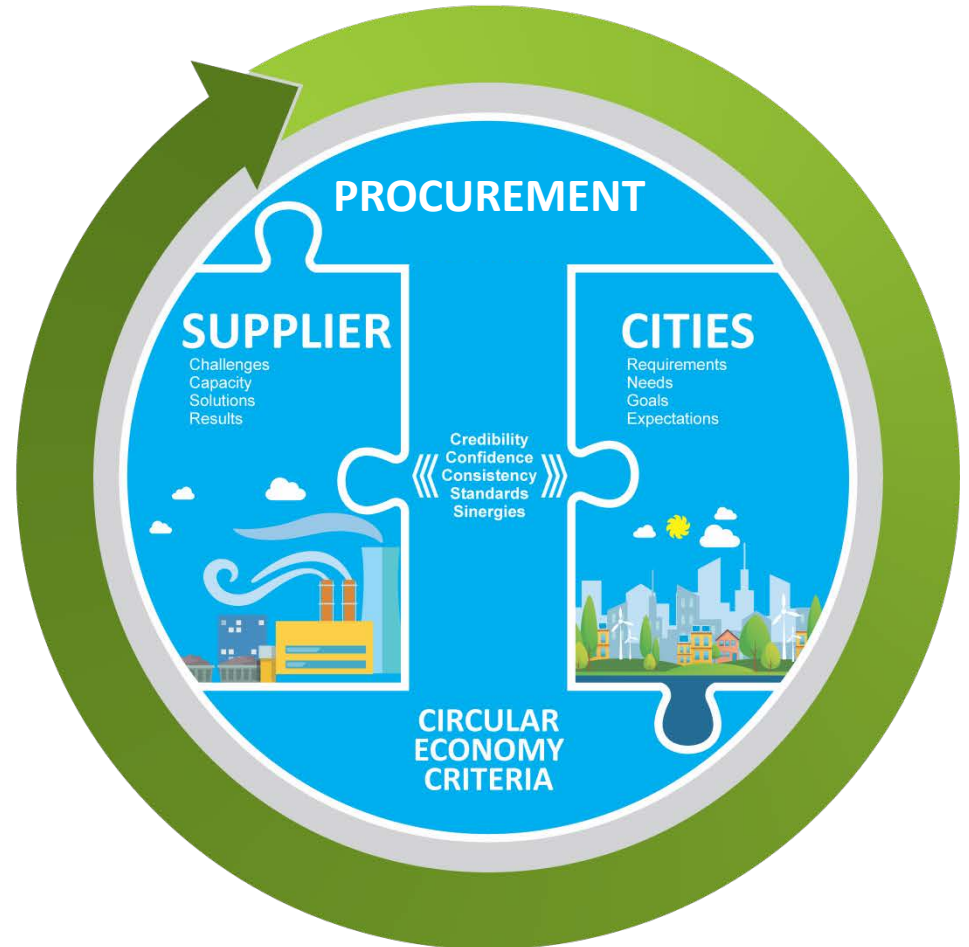 PROCUREMENT
SUPPLIER
Challenges
Capacity
Solutions
Results
CITIES
Requirements
Needs
Goals
Expectations
Credibility
Confidence
Consistency
Standards
Sinergies
CIRCULAR
ECONOMY
CRITERIA